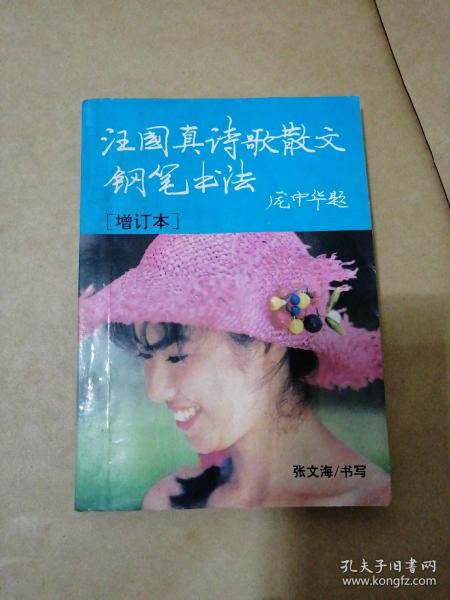 汪國真诗歌散文
钢笔书法
庞中华题
[增订本]
张文海/书写
孔夫子旧书网
www.kongfz.com